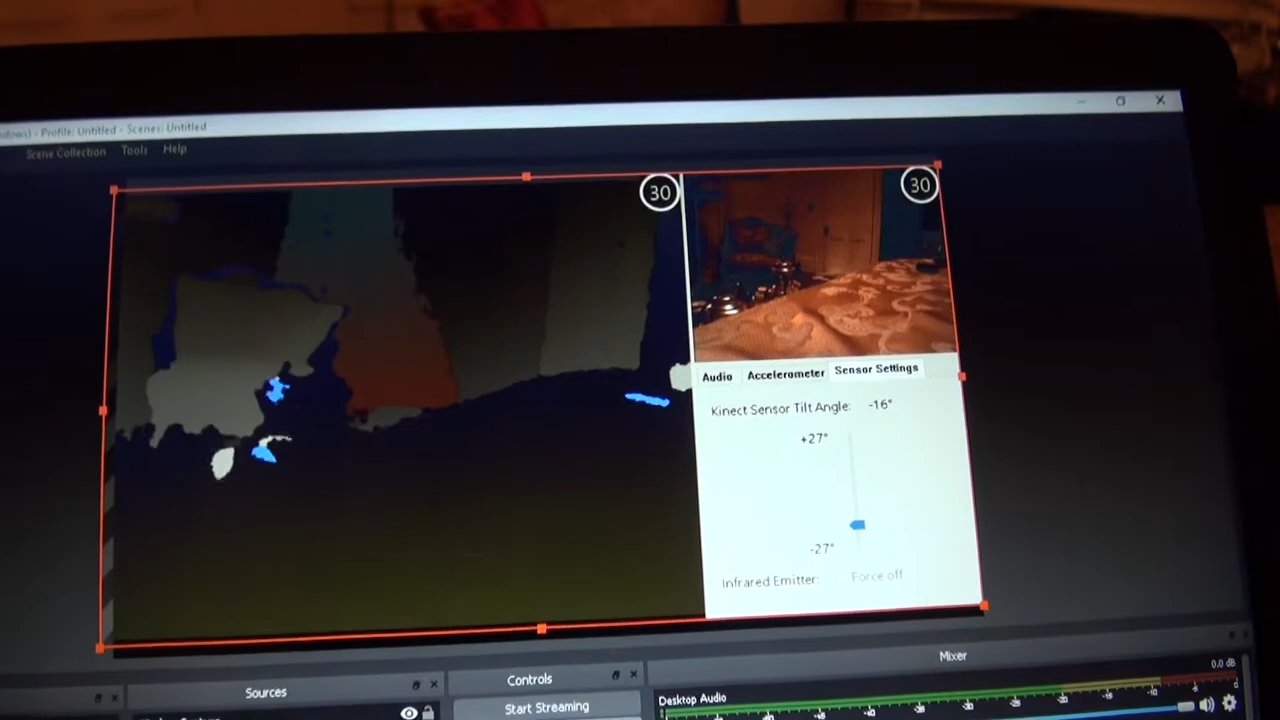 dows) - Profile: Untitled - Scenes: Untitled
Scene Collection Tools Help
30
30
Audio Accelerometer Sensor Settings
Kinect Sensor Tilt Angle: -16°
+27°
-27°
Infrared Emitter: Force off
Sources
Controls
Mixer
Start Streaming
Desktop Audio
0.0 dB